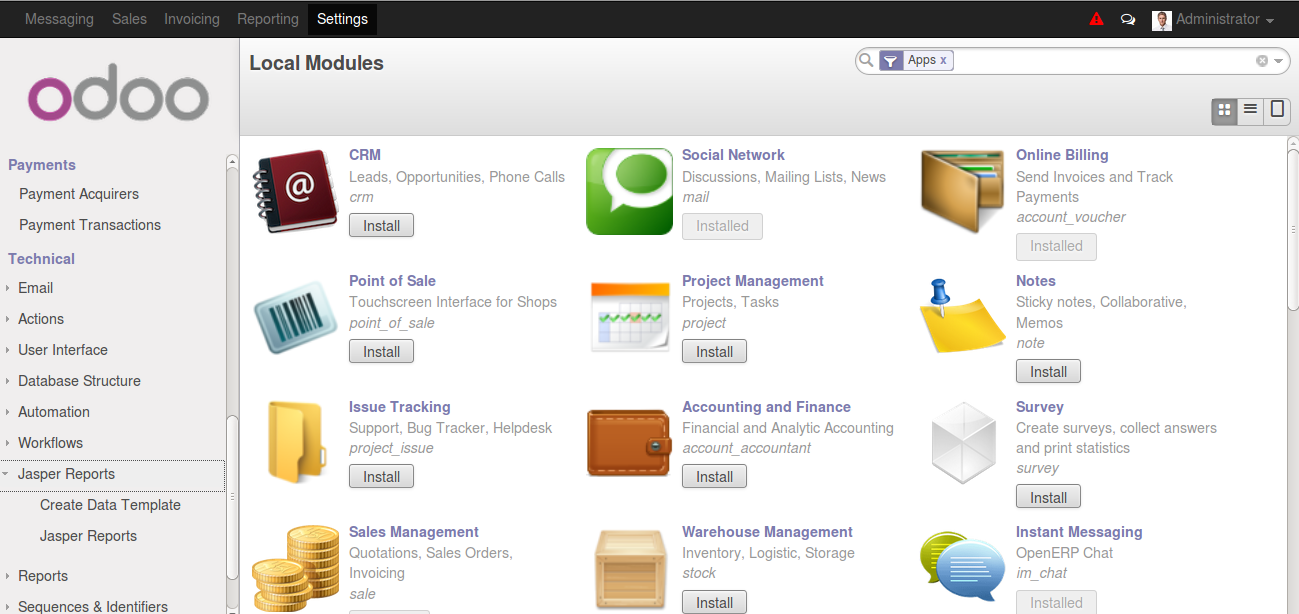 Messaging Sales Invoicing Reporting Settings Administrator
odoo
Payments
Payment Acquirers
Payment Transactions
Technical
Email
Actions
User Interface
Database Structure
Automation
Workflows
Jasper Reports
Create Data Template
Jasper Reports
Reports
Sequences & Identifiers
Local Modules
Apps x
CRM
Leads, Opportunities, Phone Calls
crm
Install
Social Network
Discussions, Mailing Lists, News
mail
Installed
Online Billing
Send Invoices and Track
Payments
account_voucher
Installed
Point of Sale
Touchscreen Interface for Shops
point_of_sale
Install
Project Management
Projects, Tasks
project
Install
Notes
Sticky notes, Collaborative,
Memos
note
Install
Issue Tracking
Support, Bug Tracker, Helpdesk
project_issue
Install
Accounting and Finance
Financial and Analytic Accounting
account_accountant
Install
Survey
Create surveys, collect answers
and print statistics
survey
Install
Sales Management
Quotations, Sales Orders,
Invoicing
sale
Warehouse Management
Inventory, Logistic, Storage
stock
Install
Instant Messaging
OpenERP Chat
im_chat
Installed